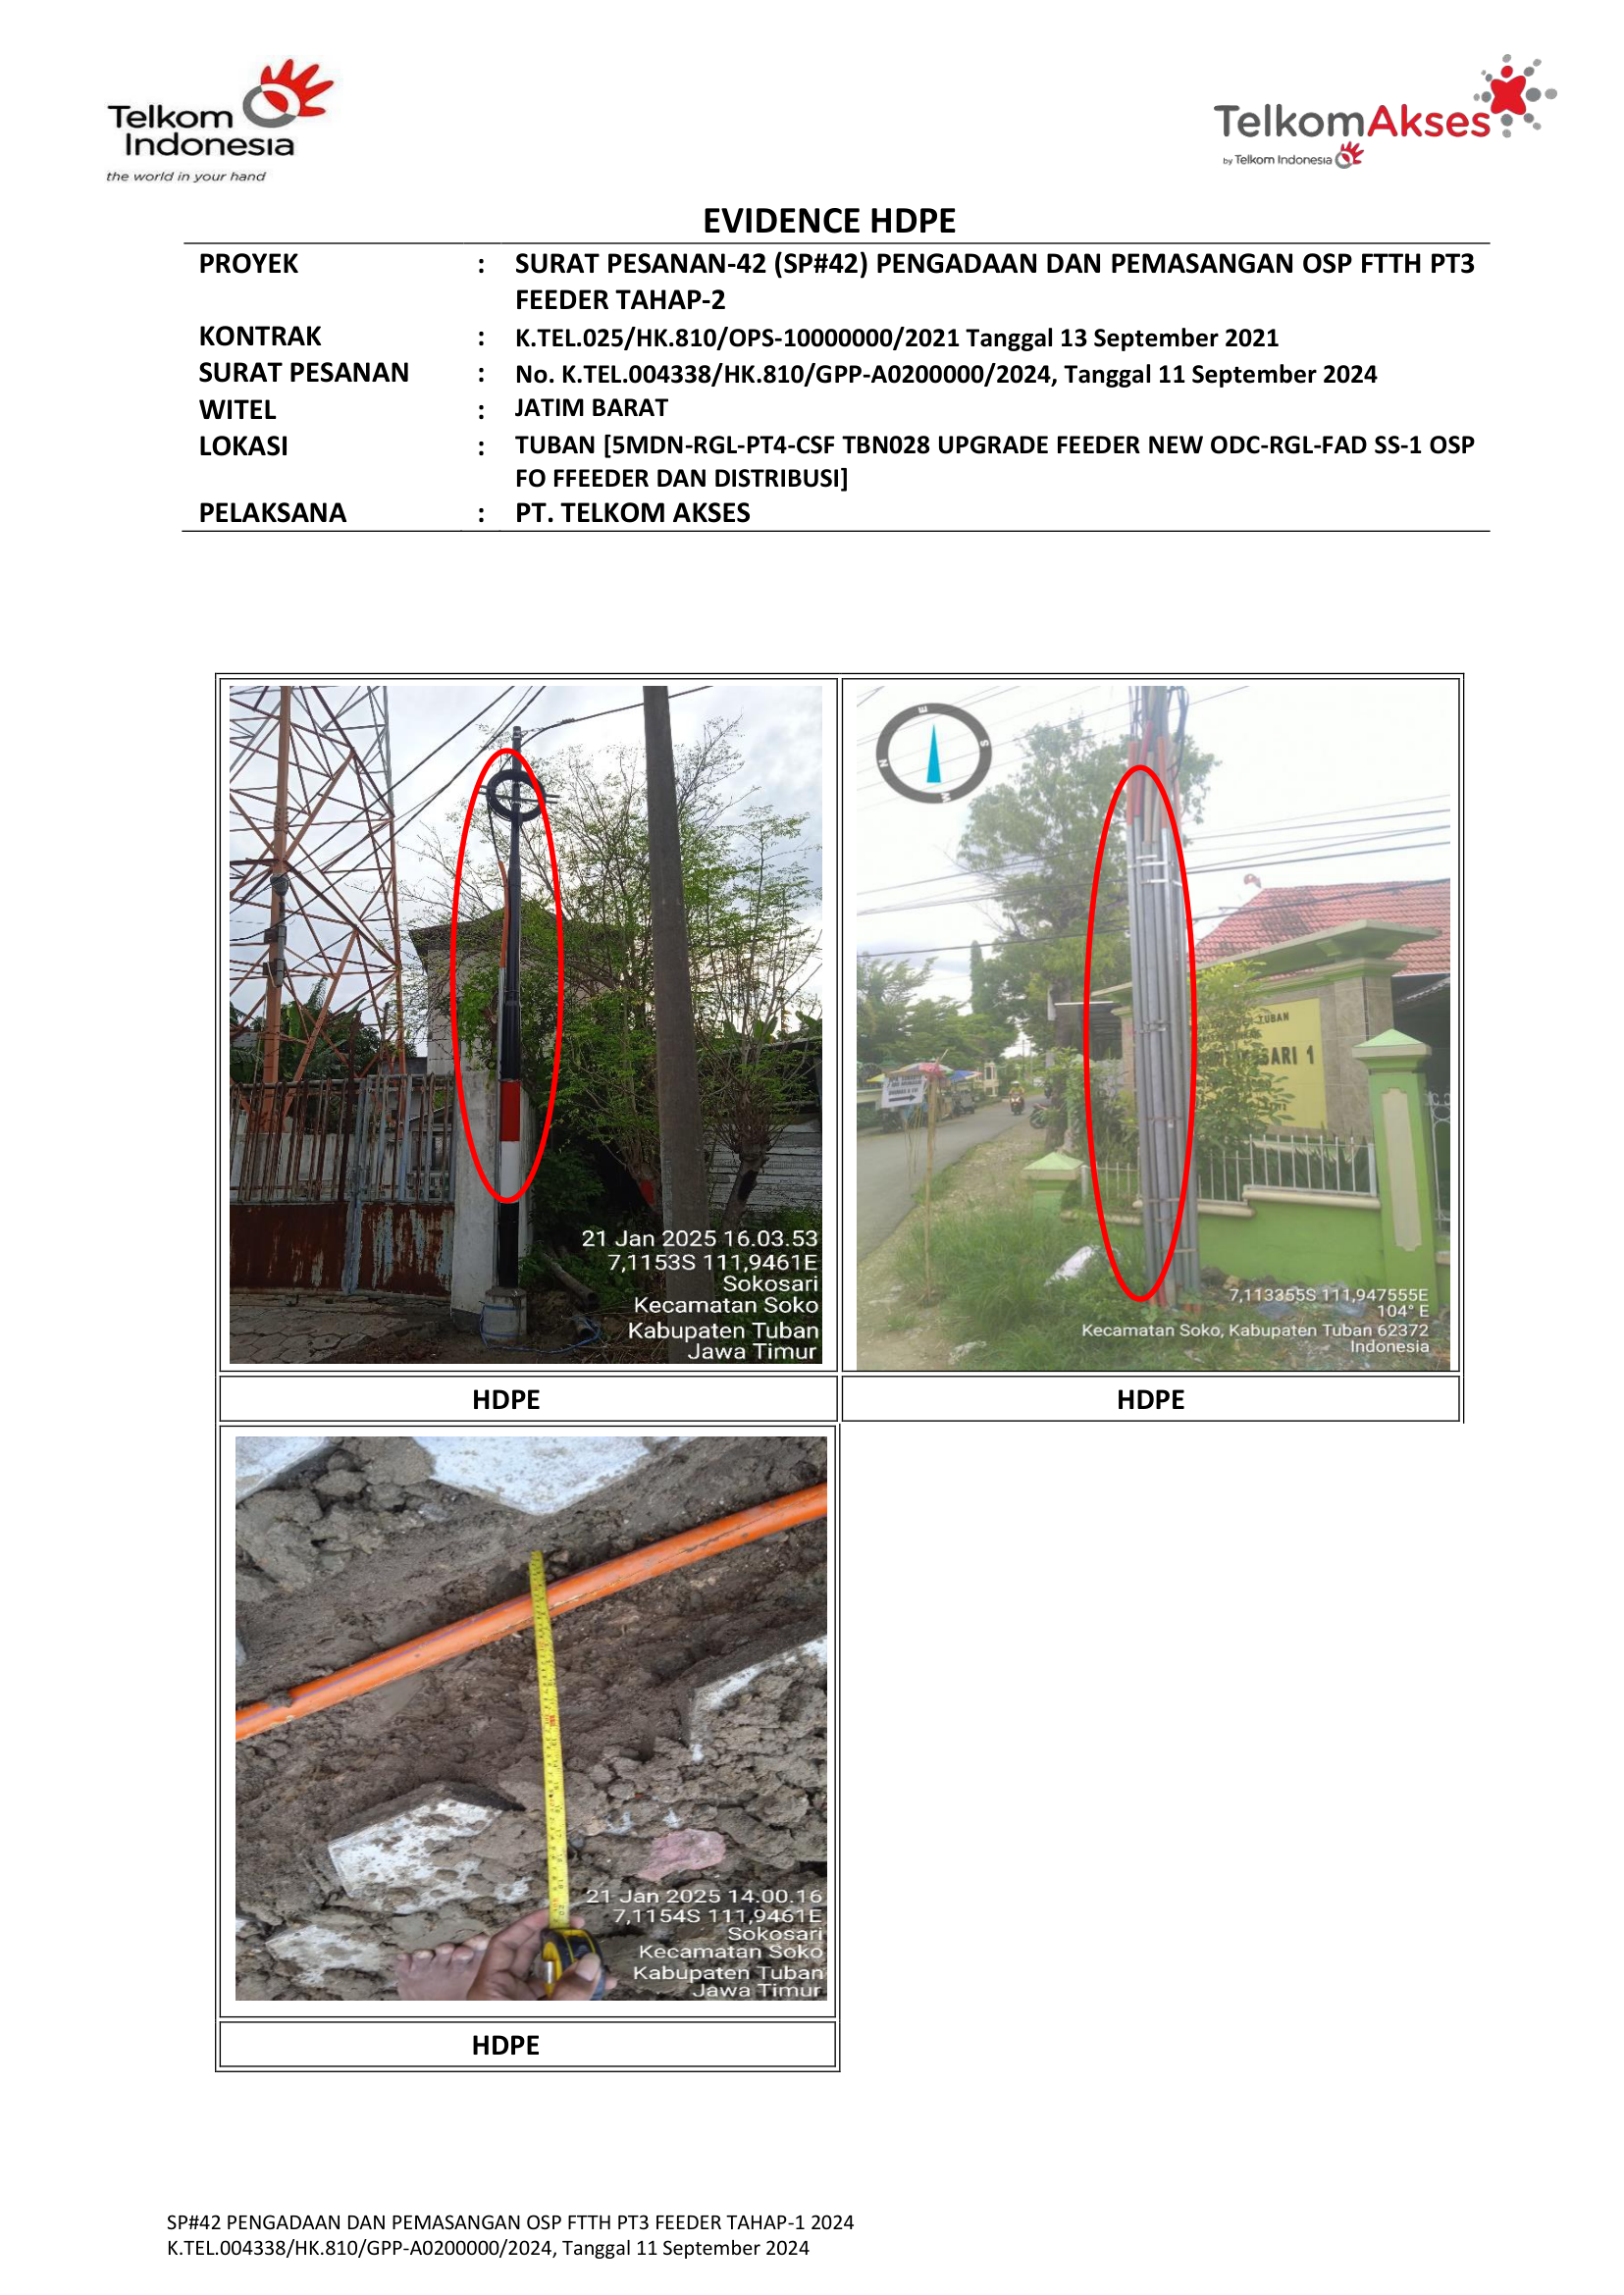 Telkom
Indonesia
the world in your hand
TelkomAkses
by Telkom Indonesia
EVIDENCE HDPE
PROYEK : SURAT PESANAN-42 (SP#42) PENGADAAN DAN PEMASANGAN OSP FTTH PT3
FEEDER TAHAP-2
KONTRAK : K.TEL.025/HK.810/OPS-10000000/2021 Tanggal 13 September 2021
SURAT PESANAN : No. K.TEL.004338/HK.810/GPP-A0200000/2024, Tanggal 11 September 2024
WITEL : JATIM BARAT
LOKASI : TUBAN [5MDN-RGL-PT4-CSF TBN028 UPGRADE FEEDER NEW ODC-RGL-FAD SS-1 OSP
FO FFEEDER DAN DISTRIBUSI]
PELAKSANA : PT. TELKOM AKSES
21 Jan 2025 16.03.53
7,1153S 111,9461E
Sokosari
Kecamatan Soko
Kabupaten Tuban
Jawa Timur
E
S
N
TUBAN
SARI 1
7,113355S 111,947555E
104° E
Kecamatan Soko, Kabupaten Tuban 62372
Indonesia
HDPE
HDPE
21 Jan 2025 14.00.16
7,1154S 111,9461E
Sokosari
Kecamatan Soko
Kabupaten Tuban
Jawa Timur
HDPE
SP#42 PENGADAAN DAN PEMASANGAN OSP FTTH PT3 FEEDER TAHAP-1 2024
K.TEL.004338/HK.810/GPP-A0200000/2024, Tanggal 11 September 2024